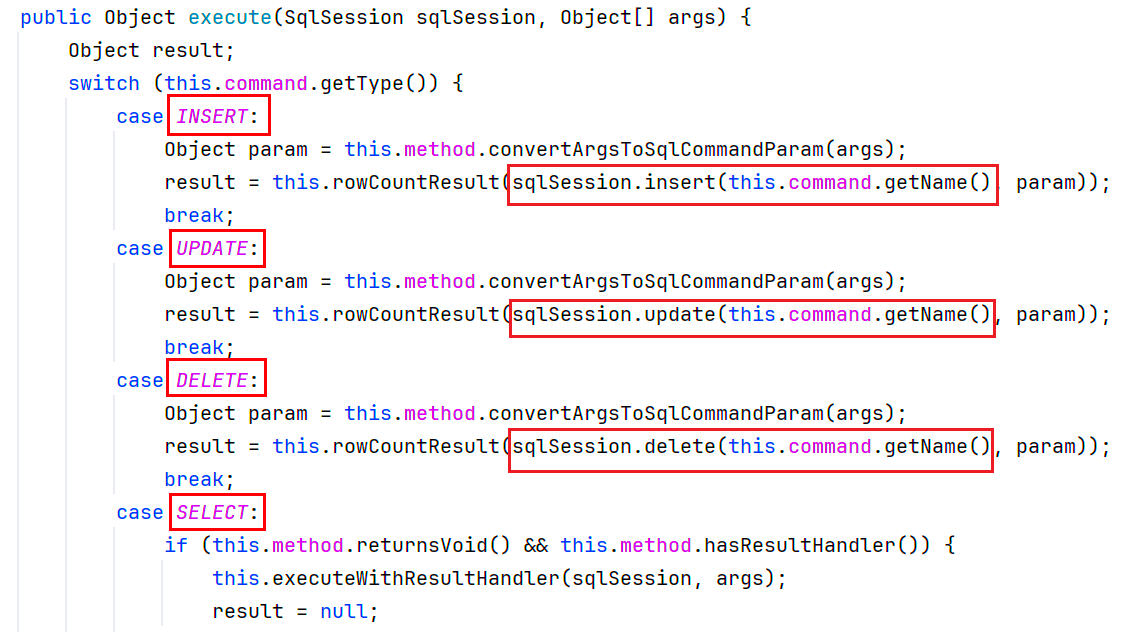 public Object execute(SqlSession sqlSession, Object[] args) {
Object result;
switch (this.command.getType()) {
case INSERT:
Object param = this.method.convertArgsToSqlCommandParam(args);
result = this.rowCountResult(sqlSession.insert(this.command.getName(), param));
break;
case UPDATE:
Object param = this.method.convertArgsToSqlCommandParam(args);
result = this.rowCountResult(sqlSession.update(this.command.getName(), param));
break;
case DELETE:
Object param = this.method.convertArgsToSqlCommandParam(args);
result = this.rowCountResult(sqlSession.delete(this.command.getName(), param));
break;
case SELECT:
if (this.method.returnsVoid() && this.method.hasResultHandler()) {
this.executeWithResultHandler(sqlSession, args);
result = null;